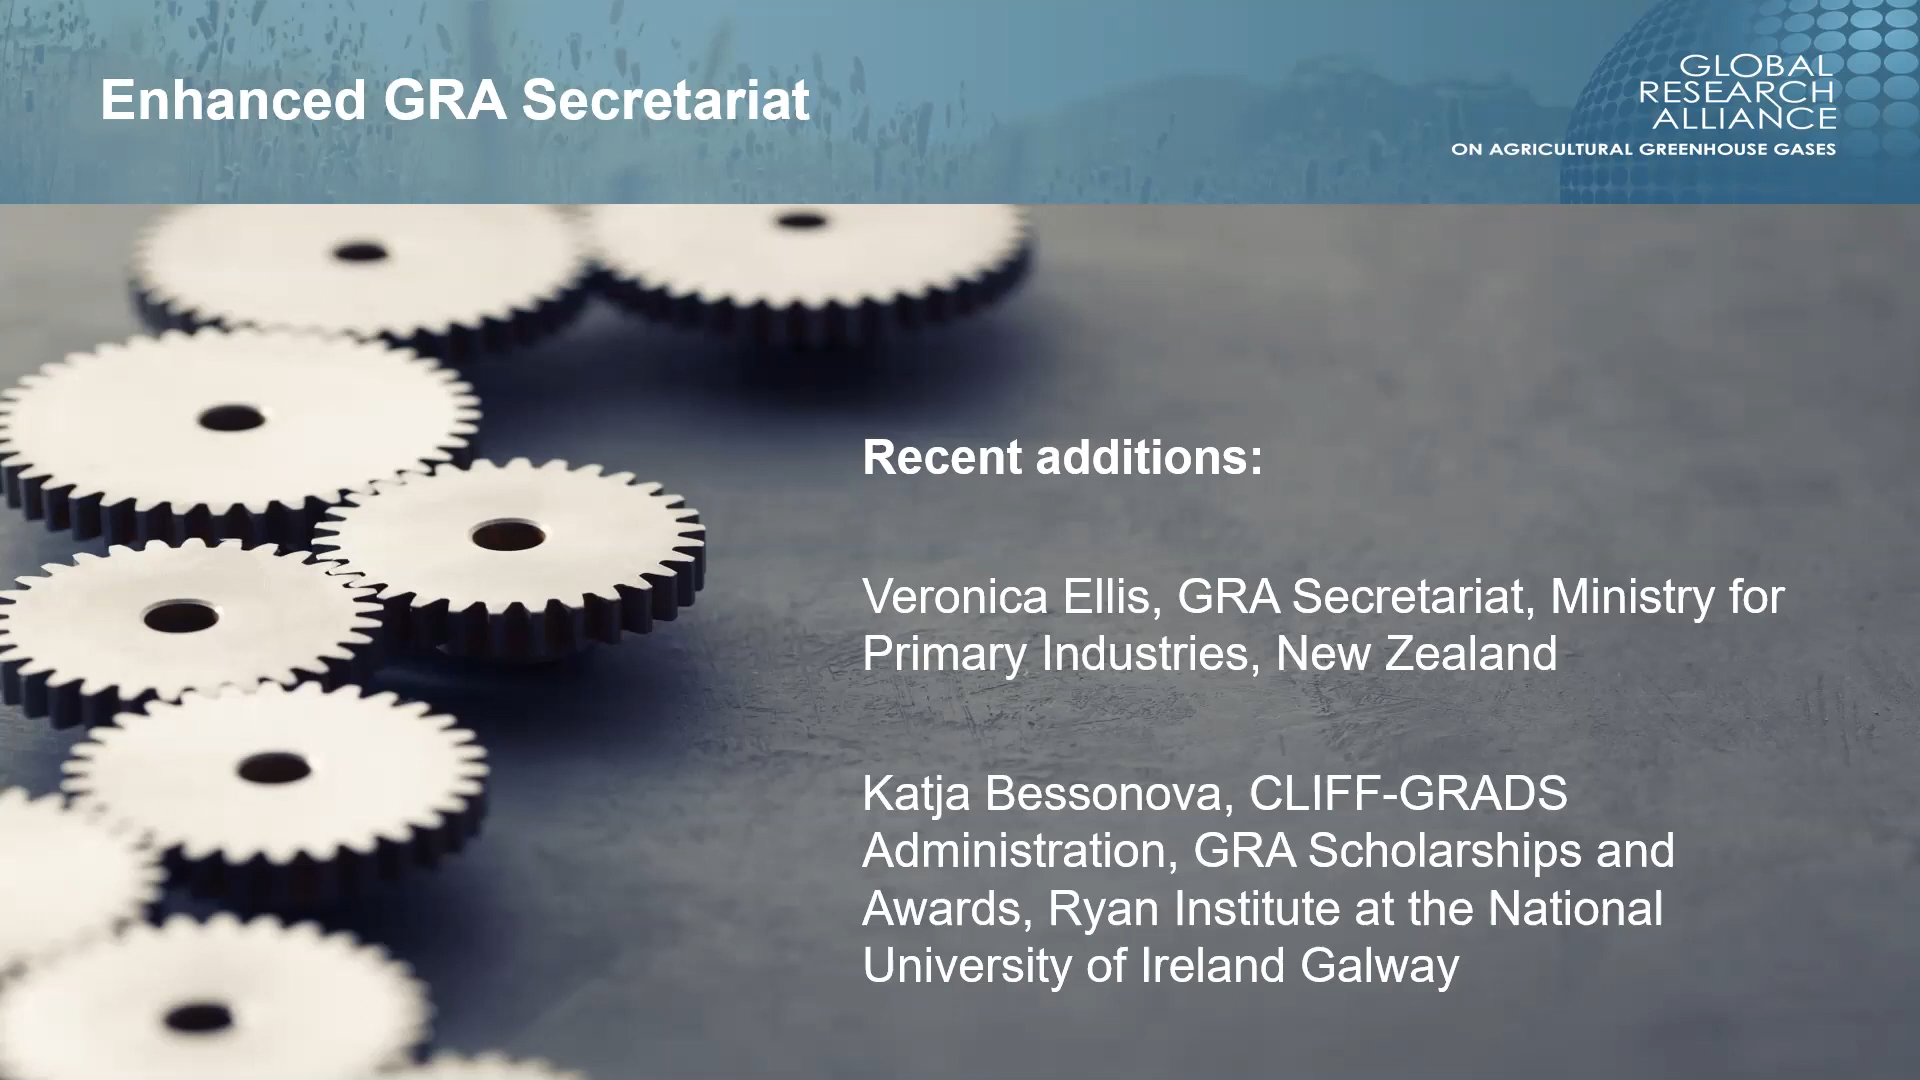 Enhanced GRA Secretariat
GLOBAL
RESEARCH
ALLIANCE
ON AGRICULTURAL GREENHOUSE GASES
Recent additions:
Veronica Ellis, GRA Secretariat, Ministry for
Primary Industries, New Zealand
Katja Bessonova, CLIFF-GRADS
Administration, GRA Scholarships and
Awards, Ryan Institute at the National
University of Ireland Galway